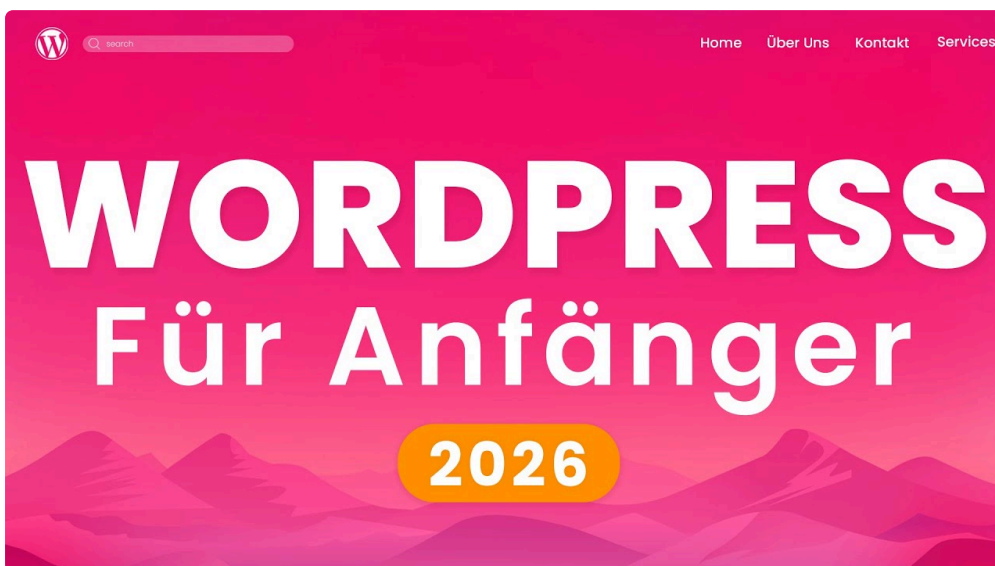 search
Home Über Uns Kontakt Services
WORDPRESS
Für Anfänger
2026